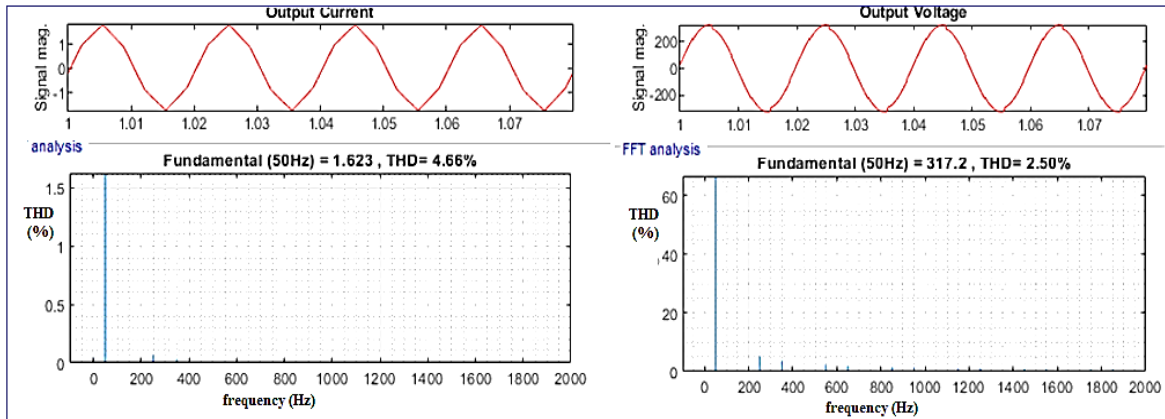 Output Current
Signal mag.
1
0
-1
1 1.01 1.02 1.03 1.04 1.05 1.06 1.07
analysis
Fundamental (50Hz) = 1.623 , THD= 4.66%
THD
(%)
1.5
1
0.5
0
0 200 400 600 800 1000 1200 1400 1600 1800 2000
frequency (Hz)
Output Voltage
Signal mag.
200
0
-200
1 1.01 1.02 1.03 1.04 1.05 1.06 1.07
FFT analysis
Fundamental (50Hz) = 317.2 , THD= 2.50%
THD
(%)
60
40
20
0
0 200 400 600 800 1000 1200 1400 1600 1800 2000
frequency (Hz)